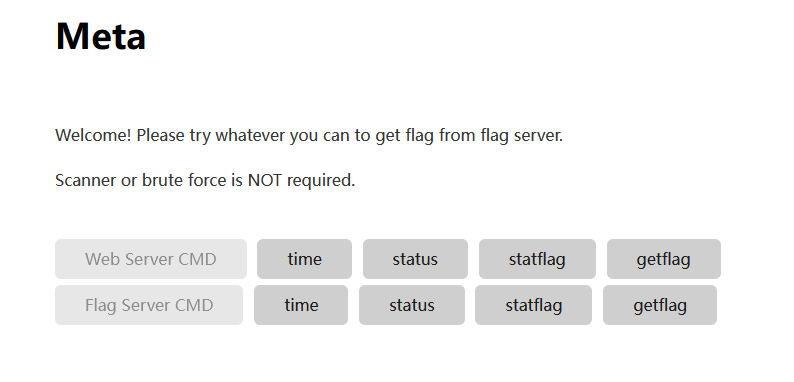 Meta
Welcome! Please try whatever you can to get flag from flag server.
Scanner or brute force is NOT required.
Web Server CMD time status statflag getflag
Flag Server CMD time status statflag getflag